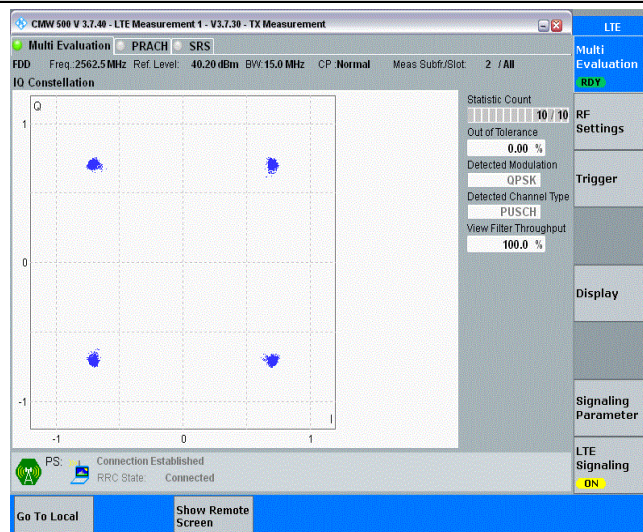 CMW 500 V 3.7.40 - LTE Measurement 1 - V3.7.30 - TX Measurement
LTE
Multi Evaluation PRACH SRS
FDD Freq.:2562.5 MHz Ref. Level: 40.20 dBm BW:15.0 MHz CP :Normal Meas Subfr./Slot: 2 / All
IQ Constellation
Multi
Evaluation
RDY
Q
1
0
-1
-1 0 1
I
Statistic Count
10 / 10
Out of Tolerance
0.00 %
Detected Modulation
QPSK
Detected Channel Type
PUSCH
View Filter Throughput
100.0 %
RF
Settings
Trigger
Display
Signaling
Parameter
LTE
Signaling
ON
PS: Connection Established
RRC State: Connected
Go To Local
Show Remote
Screen